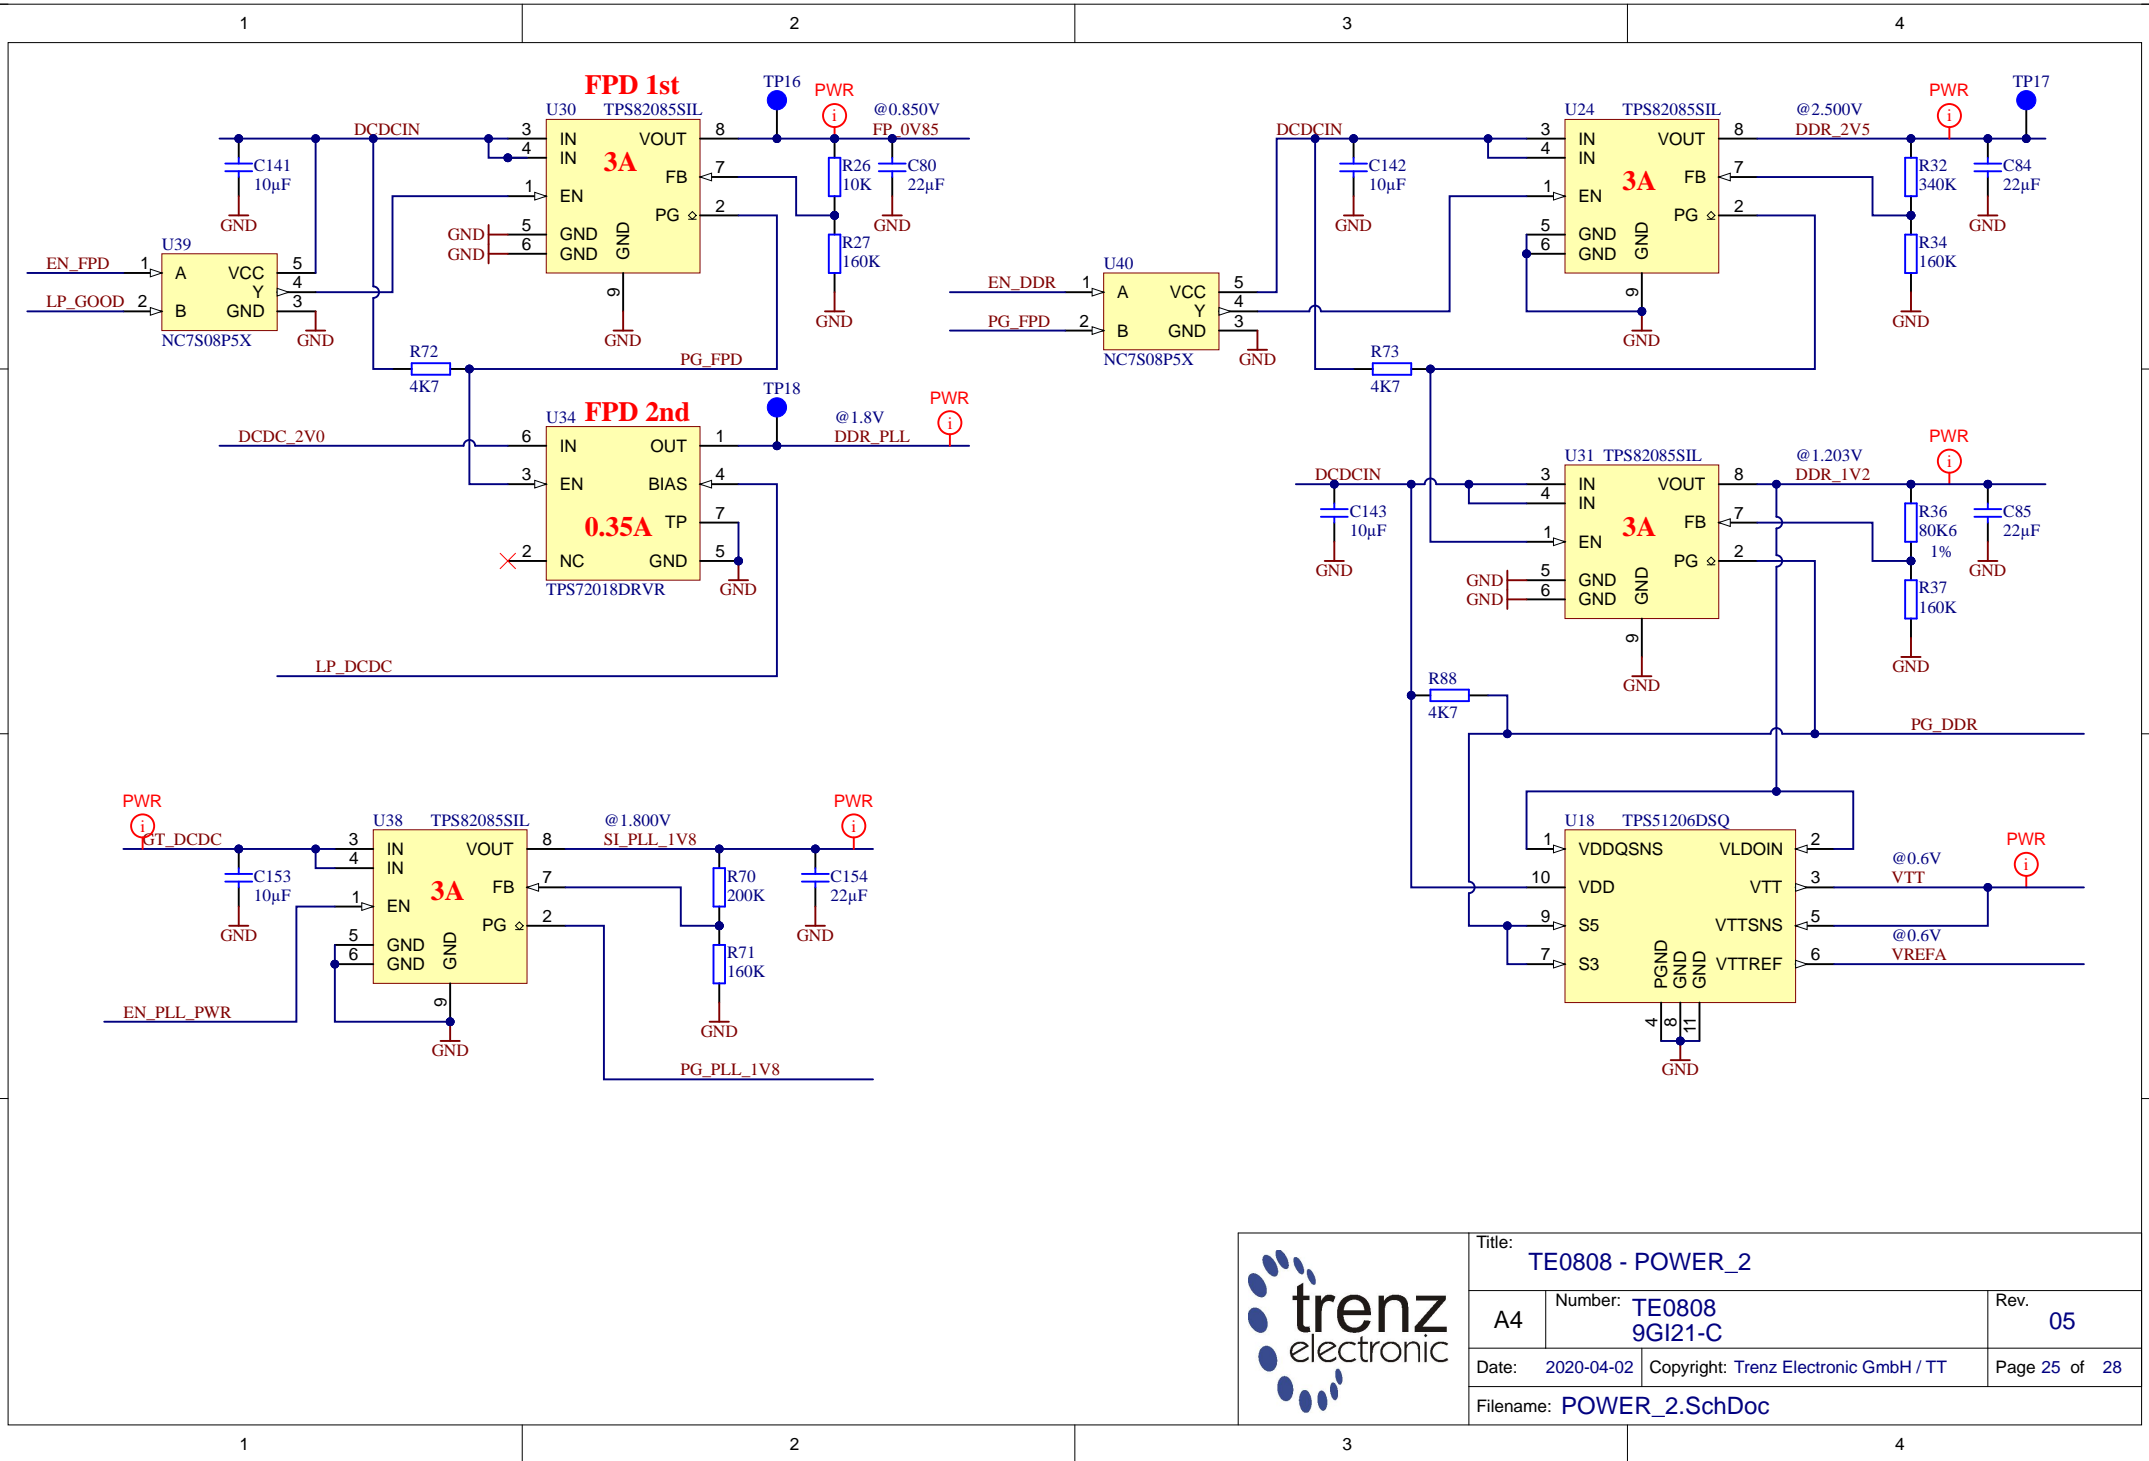 1 2 3 4
FPD 1st
U30 TPS82085SIL
TP16
PWR
i
@0.850V
FP_0V85
DCDCIN
3 IN
4 IN
1 EN
5 GND
6 GND
GND
GND
VOUT 8
FB 7
PG 2
3A
GND
9
GND
C141
10µF
GND
R26
10K
C80
22µF
GND
R27
160K
GND
U39
EN_FPD 1 A
LP_GOOD 2 B
VCC 5
Y 4
GND 3
NC7S08P5X
GND
R72
4K7
PG_FPD
FPD 2nd
U34
TP18
@1.8V
DDR_PLL
PWR
i
DCDC_2V0
6 IN
3 EN
2 NC
OUT 1
BIAS 4
TP 7
GND 5
0.35A
TPS72018DRVR
GND
LP_DCDC
PWR
i
GT_DCDC
U38 TPS82085SIL
@1.800V
SI_PLL_1V8
PWR
i
3 IN
4 IN
1 EN
5 GND
6 GND
VOUT 8
FB 7
PG 2
3A
GND
9
GND
C153
10µF
GND
R70
200K
C154
22µF
GND
R71
160K
GND
EN_PLL_PWR
PG_PLL_1V8
U24 TPS82085SIL
@2.500V
DDR_2V5
PWR
i
TP17
DCDCIN
3 IN
4 IN
1 EN
5 GND
6 GND
VOUT 8
FB 7
PG 2
3A
GND
9
GND
C142
10µF
GND
R32
340K
C84
22µF
GND
R34
160K
GND
U40
EN_DDR 1 A
PG_FPD 2 B
VCC 5
Y 4
GND 3
NC7S08P5X
GND
R73
4K7
U31 TPS82085SIL
@1.203V
DDR_1V2
PWR
i
DCDCIN
3 IN
4 IN
1 EN
5 GND
6 GND
GND
GND
VOUT 8
FB 7
PG 2
3A
GND
9
GND
C143
10µF
GND
R36
80K6
1%
C85
22µF
GND
R37
160K
GND
R88
4K7
PG_DDR
U18 TPS51206DSQ
1 VDDQSNS
10 VDD
9 S5
7 S3
VLDOIN 2
VTT 3
VTTSNS 5
VTTREF 6
PGND
GND
GND
4
8
11
GND
@0.6V
VTT
@0.6V
VREFA
PWR
i
trenz
electronic
Title:
TE0808 - POWER_2
A4
Number: TE0808
9GI21-C
Rev.
05
Date: 2020-04-02
Copyright: Trenz Electronic GmbH / TT
Page 25 of 28
Filename: POWER_2.SchDoc
1 2 3 4